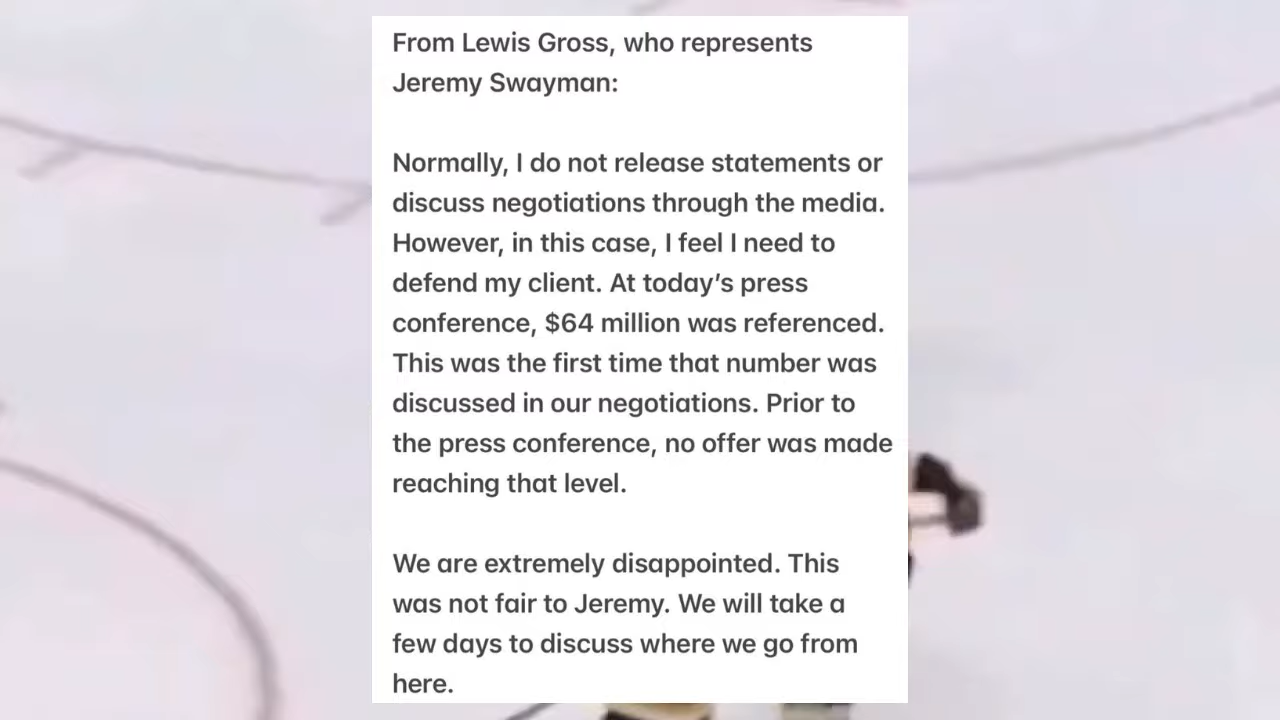 From Lewis Gross, who represents
Jeremy Swayman:
Normally, I do not release statements or
discuss negotiations through the media.
However, in this case, I feel I need to
defend my client. At today’s press
conference, $64 million was referenced.
This was the first time that number was
discussed in our negotiations. Prior to
the press conference, no offer was made
reaching that level.
We are extremely disappointed. This
was not fair to Jeremy. We will take a
few days to discuss where we go from
here.